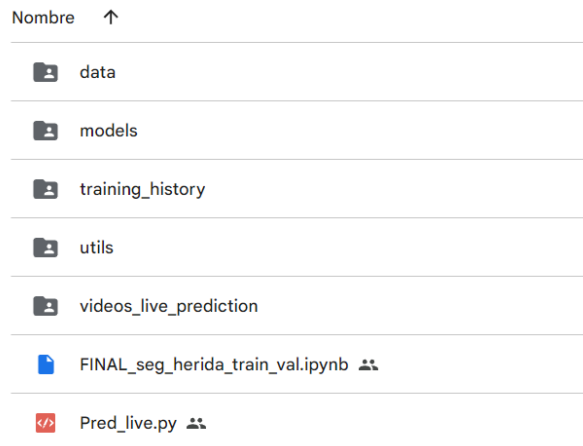 Nombre
data
models
training_history
utils
videos_live_prediction
FINAL_seg_herida_train_val.ipynb
Pred_live.py